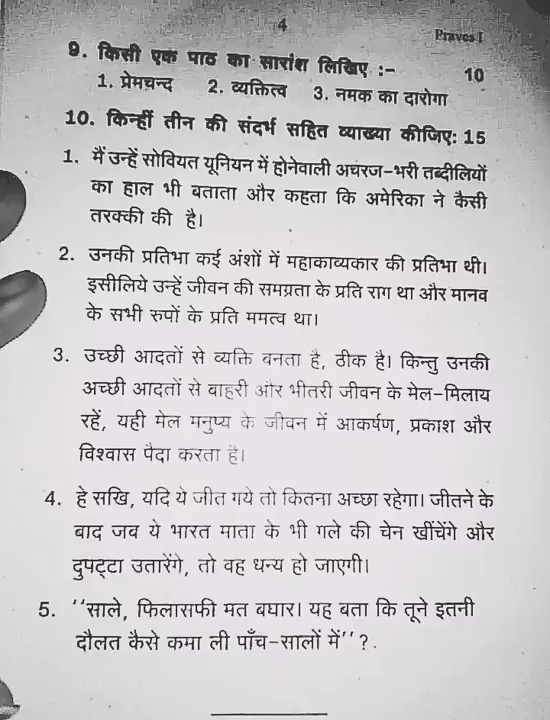 4
Praves I
9. किसी एक पाठ का सारांश लिखिए :- 10
1. प्रेमचन्द 2. व्यक्तित्व 3. नमक का दारोगा
10. किन्हीं तीन की संदर्भ सहित व्याख्या कीजिए: 15
1. मैं उन्हें सोवियत यूनियन में होनेवाली अचरज-भरी तब्दीलियों
का हाल भी बताता और कहता कि अमेरिका ने कैसी
तरक्की की है।
2. उनकी प्रतिभा कई अंशों में महाकाव्यकार की प्रतिभा थी।
इसीलिये उन्हें जीवन की समग्रता के प्रति राग था और मानव
के सभी रुपों के प्रति ममत्व था।
3. उच्छी आदतों से व्यक्ति बनता है, ठीक है। किन्तु उनकी
अच्छी आदतों से बाहरी और भीतरी जीवन के मेल-मिलाय
रहें, यही मेल मनुष्य के जीवन में आकर्षण, प्रकाश और
विश्वास पैदा करता है।
4. हे सखि, यदि ये जीत गये तो कितना अच्छा रहेगा। जीतने के
बाद जब ये भारत माता के भी गले की चेन खींचेंगे और
दुपट्टा उतारेंगे, तो वह धन्य हो जाएगी।
5. ''साले, फिलासफी मत बघार। यह बता कि तूने इतनी
दौलत कैसे कमा ली पाँच-सालों में''?.